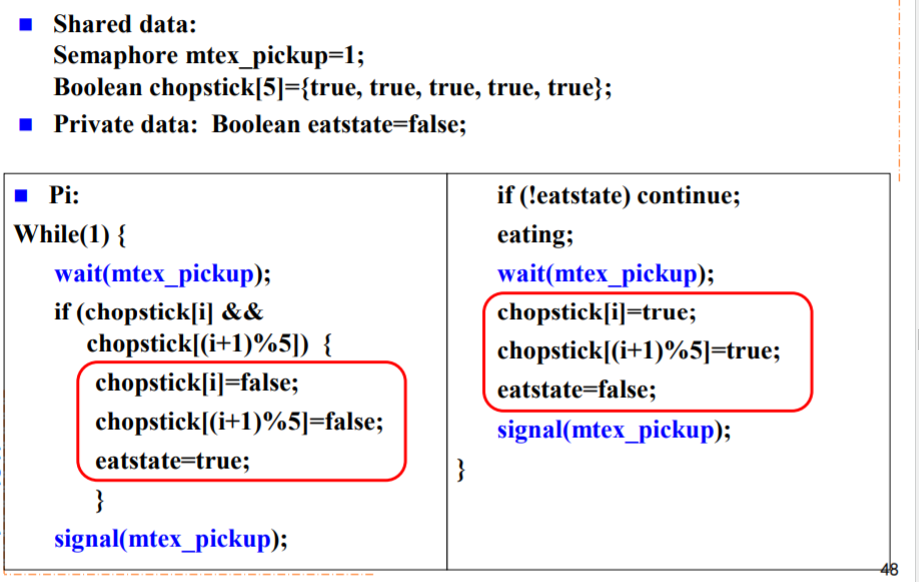 Shared data:
Semaphore mtex_pickup=1;
Boolean chopstick[5]={true, true, true, true, true};
Private data: Boolean eatstate=false;
Pi:
While(1) {
wait(mtex_pickup);
if (chopstick[i] &&
chopstick[(i+1)%5]) {
chopstick[i]=false;
chopstick[(i+1)%5]=false;
eatstate=true;
}
signal(mtex_pickup);
if (!eatstate) continue;
eating;
wait(mtex_pickup);
chopstick[i]=true;
chopstick[(i+1)%5]=true;
eatstate=false;
signal(mtex_pickup);
}
48